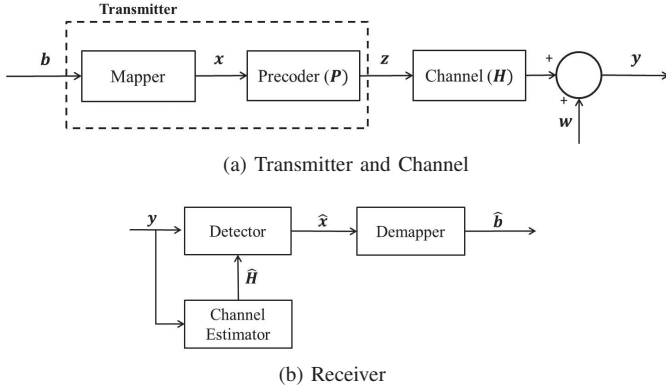 Transmitter
b
Mapper
x
Precoder (P)
z
Channel (H)
+
+
w
y
(a) Transmitter and Channel
y
Detector
x̂
Demapper
b̂
Ĥ
Channel
Estimator
(b) Receiver